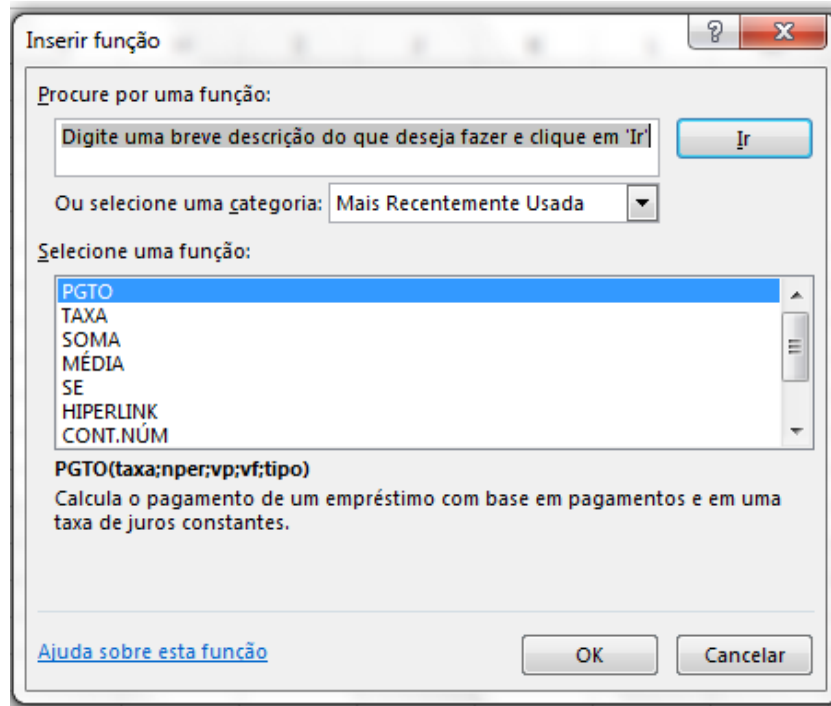 Inserir função
Procure por uma função:
Digite uma breve descrição do que deseja fazer e clique em 'Ir'
Ir
Ou selecione uma categoria: Mais Recentemente Usada
Selecione uma função:
PGTO
TAXA
SOMA
MÉDIA
SE
HIPERLINK
CONT.NÚM
PGTO(taxa;nper;vp;vf;tipo)
Calcula o pagamento de um empréstimo com base em pagamentos e em uma
taxa de juros constantes.
Ajuda sobre esta função
OK
Cancelar